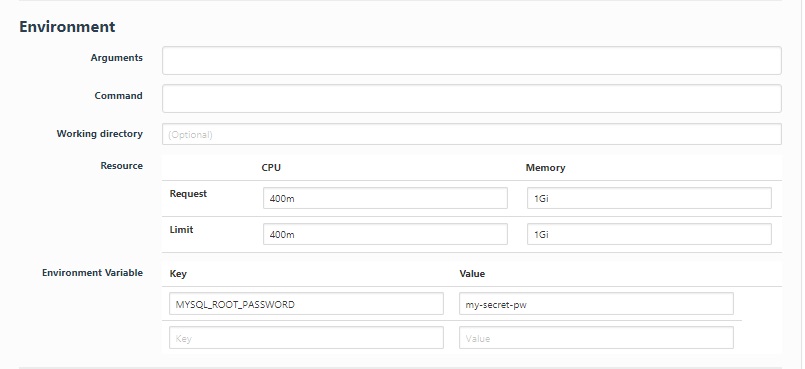 Environment
Arguments
Command
Working directory (Optional)
Resource CPU Memory
Request 400m 1Gi
Limit 400m 1Gi
Environment Variable Key Value
MYSQL_ROOT_PASSWORD my-secret-pw
Key Value